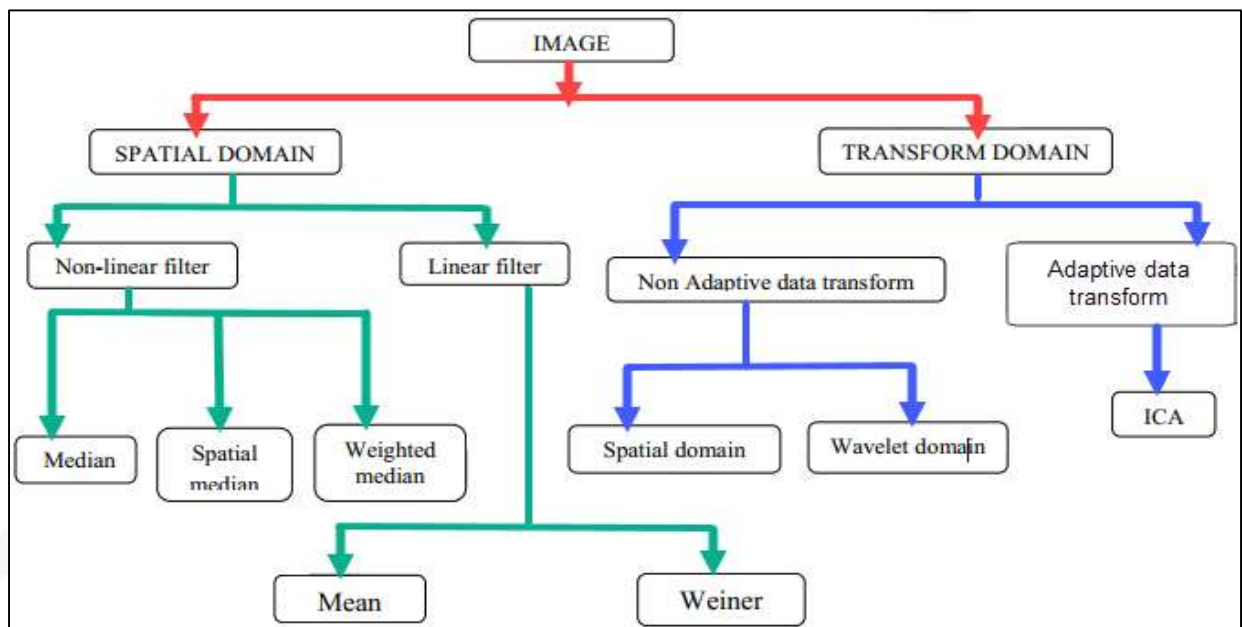 IMAGE
SPATIAL DOMAIN
TRANSFORM DOMAIN
Non-linear filter
Linear filter
Non Adaptive data transform
Adaptive data
transform
Median
Spatial
median
Weighted
median
Spatial domain
Wavelet domain
ICA
Mean
Weiner